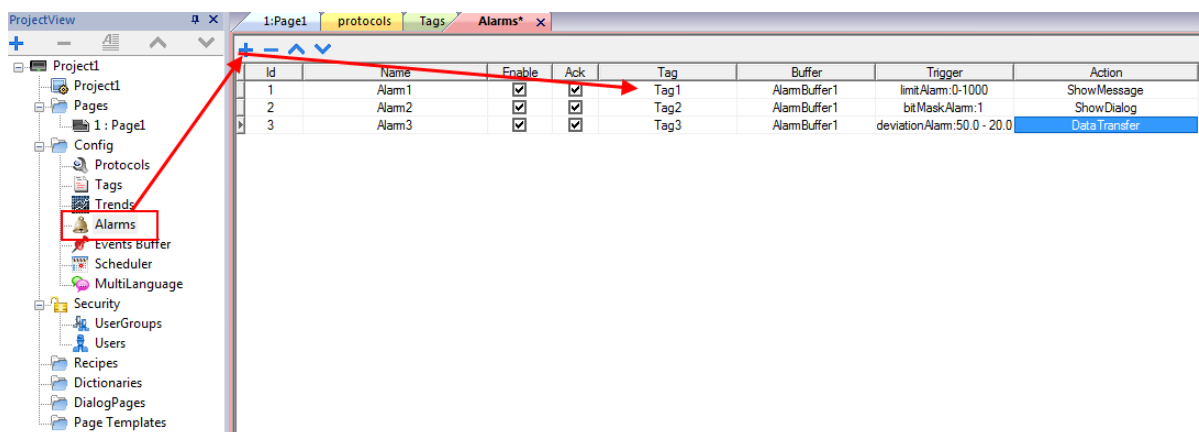 ProjectView
1:Page1 protocols Tags Alarms* x
Project1
Project1
Pages
1 : Page1
Config
Protocols
Tags
Trends
Alarms
Events Buffer
Scheduler
MultiLanguage
Security
UserGroups
Users
Recipes
Dictionaries
DialogPages
Page Templates
Id Name Enable Ack Tag Buffer Trigger Action
1 Alarm1 Tag1 AlarmBuffer1 limitAlarm:0-1000 ShowMessage
2 Alarm2 Tag2 AlarmBuffer1 bitMaskAlarm:1 ShowDialog
3 Alarm3 Tag3 AlarmBuffer1 deviationAlarm:50.0 - 20.0 DataTransfer